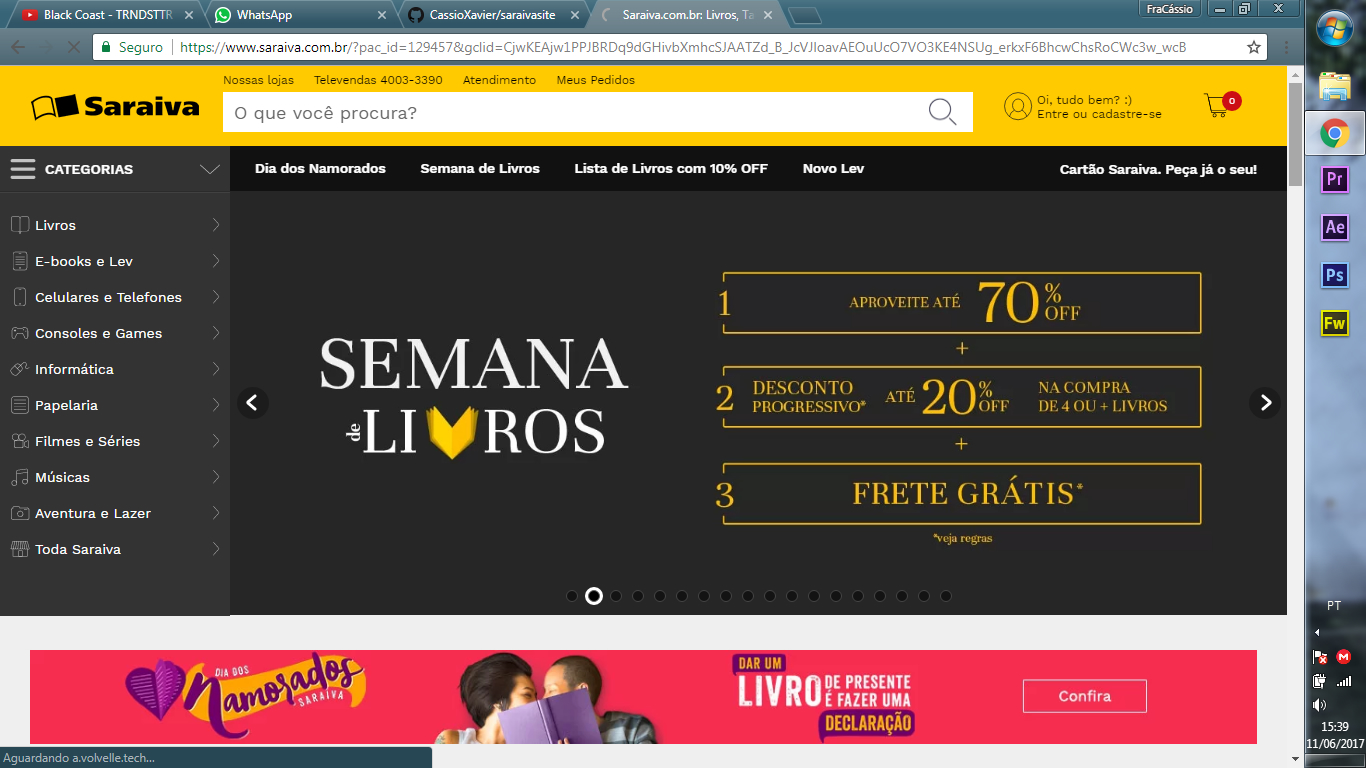 Black Coast - TRNDSTTR
WhatsApp
CassioXavier/saraivasite
Saraiva.com.br: Livros, Ta
FraCássio
Seguro
https://www.saraiva.com.br/?pac_id=129457&gclid=CjwKEAjw1PPJBRDq9dGHivbXmhcSJAATZd_B_JcVJIoavAEOuUcO7VO3KE4NSUg_erkxF6BhcwChsRoCWc3w_wcB
Nossas lojas
Televendas 4003-3390
Atendimento
Meus Pedidos
Saraiva
O que você procura?
Oi, tudo bem? :)
Entre ou cadastre-se
0
CATEGORIAS
Dia dos Namorados
Semana de Livros
Lista de Livros com 10% OFF
Novo Lev
Cartão Saraiva. Peça já o seu!
Livros
E-books e Lev
Celulares e Telefones
Consoles e Games
Informática
Papelaria
Filmes e Séries
Músicas
Aventura e Lazer
Toda Saraiva
SEMANA
de LIVROS
1 APROVEITE ATÉ 70% OFF
+
2 DESCONTO PROGRESSIVO* ATÉ 20% OFF NA COMPRA DE 4 OU + LIVROS
+
3 FRETE GRÁTIS*
*veja regras
DIA DOS
Namorados
SARAIVA
DAR UM
LIVRO DE PRESENTE
É FAZER UMA
DECLARAÇÃO
Confira
Aguardando a.volvelle.tech...
Pr
Ae
Ps
Fw
PT
15:39
11/06/2017